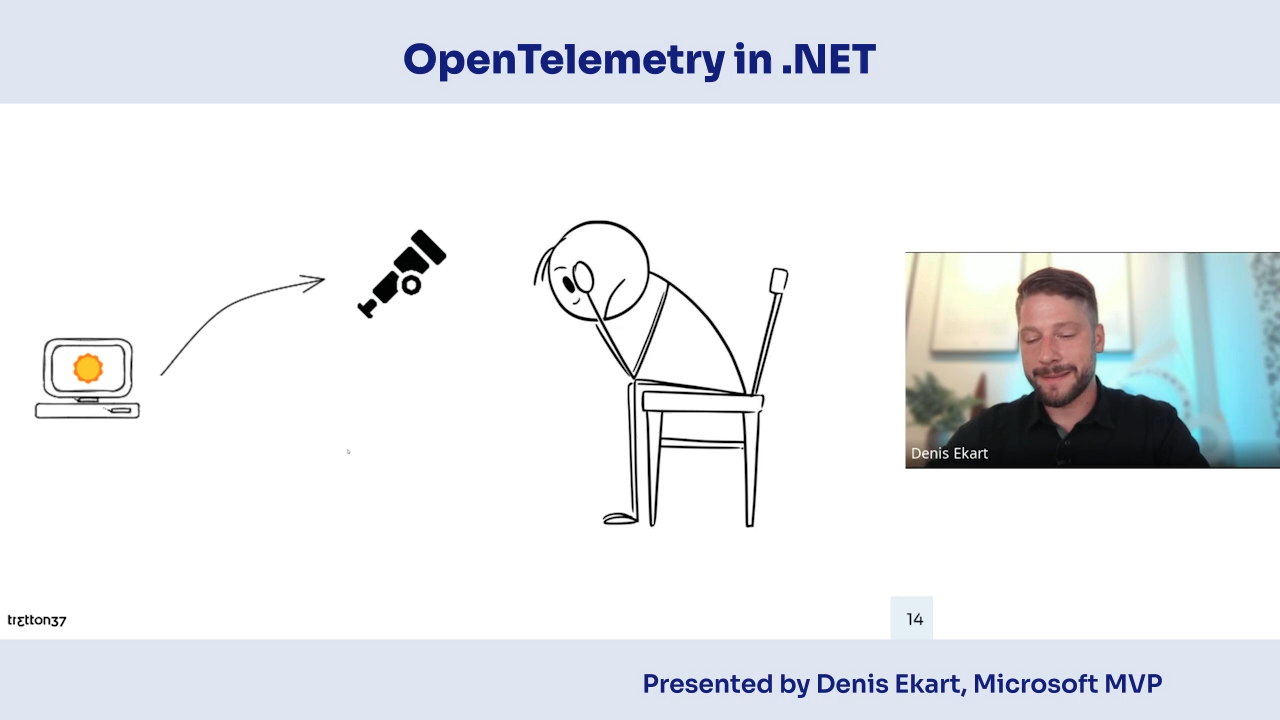 OpenTelemetry in .NET
Denis Ekart
trɛtton37
14
Presented by Denis Ekart, Microsoft MVP